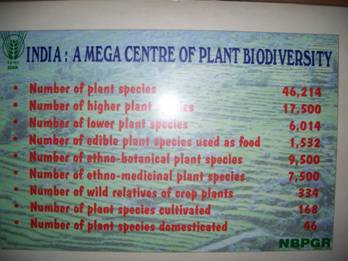 INDIA : A MEGA CENTRE OF PLANT BIODIVERSITY
• Number of plant species 46,214
• Number of higher plant species 17,500
• Number of lower plant species 6,014
• Number of edible plant species used as food 1,532
• Number of ethno-botanical plant species 9,500
• Number of ethno-medicinal plant species 7,500
• Number of wild relatives of crop plants 334
• Number of plant species cultivated 168
• Number of plant species domesticated 46
NBPGR